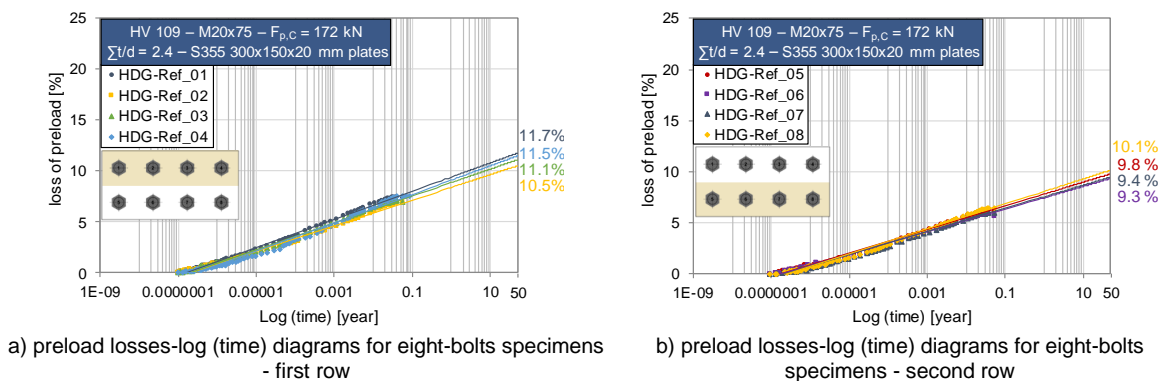 HV 109 – M20x75 – Fp,C = 172 kN
∑t/d = 2.4 – S355 300x150x20 mm plates
25
20
15
10
5
0
loss of preload [%]
HDG-Ref_01
HDG-Ref_02
HDG-Ref_03
HDG-Ref_04
11.7%
11.5%
11.1%
10.5%
1E-09
0.0000001
0.00001
0.001
0.1
10
50
Log (time) [year]
a) preload losses-log (time) diagrams for eight-bolts specimens
- first row
HV 109 – M20x75 – Fp,C = 172 kN
∑t/d = 2.4 – S355 300x150x20 mm plates
25
20
15
10
5
0
loss of preload [%]
HDG-Ref_05
HDG-Ref_06
HDG-Ref_07
HDG-Ref_08
10.1%
9.8%
9.4%
9.3%
1E-09
0.0000001
0.00001
0.001
0.1
10
50
Log (time) [year]
b) preload losses-log (time) diagrams for eight-bolts
specimens - second row